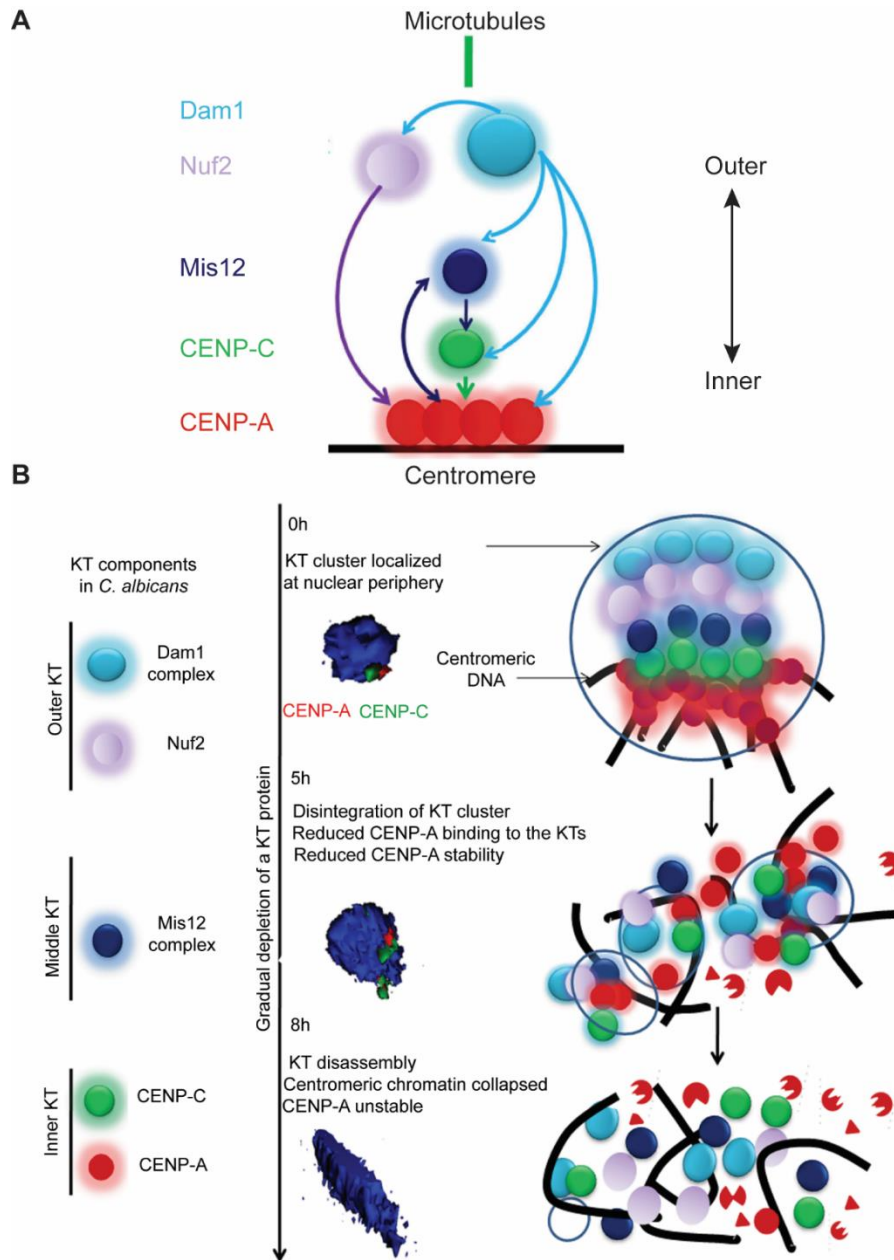 A
Microtubules
Dam1
Nuf2
Mis12
CENP-C
CENP-A
Outer
Inner
Centromere
B
KT components
in C. albicans
Outer KT
Dam1
complex
Nuf2
Middle KT
Mis12
complex
Inner KT
CENP-C
CENP-A
Gradual depletion of a KT protein
0h
KT cluster localized
at nuclear periphery
Centromeric
DNA
CENP-A CENP-C
5h
Disintegration of KT cluster
Reduced CENP-A binding to the KTs
Reduced CENP-A stability
8h
KT disassembly
Centromeric chromatin collapsed
CENP-A unstable